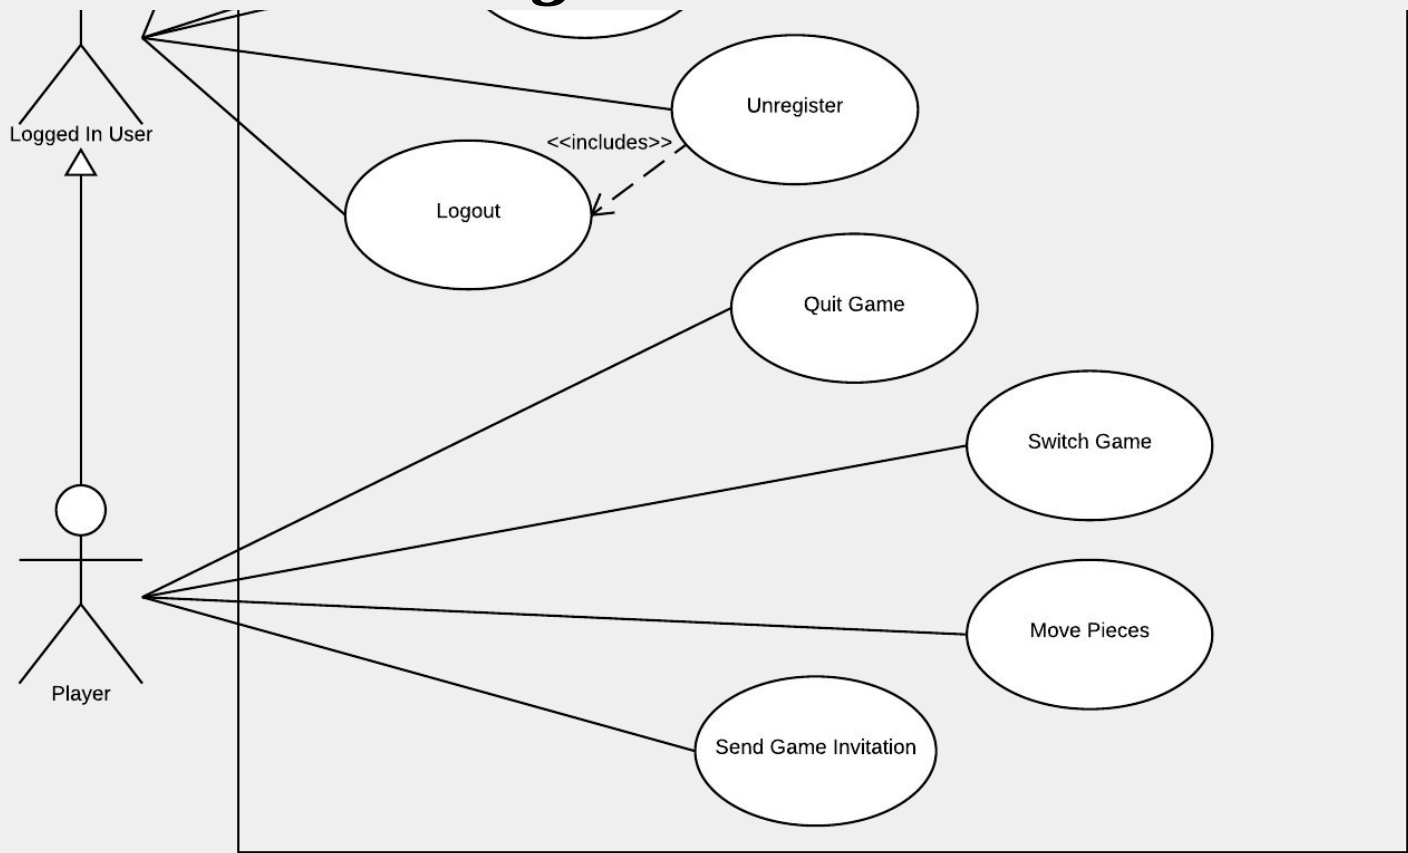 Unregister
Logged In User
<<includes>>
Logout
Quit Game
Switch Game
Move Pieces
Player
Send Game Invitation